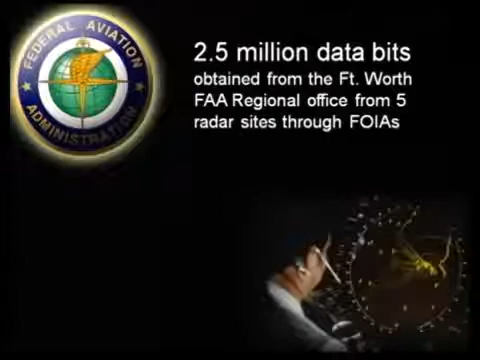 FEDERAL AVIATION
ADMINISTRATION
2.5 million data bits
obtained from the Ft. Worth
FAA Regional office from 5
radar sites through FOIAs